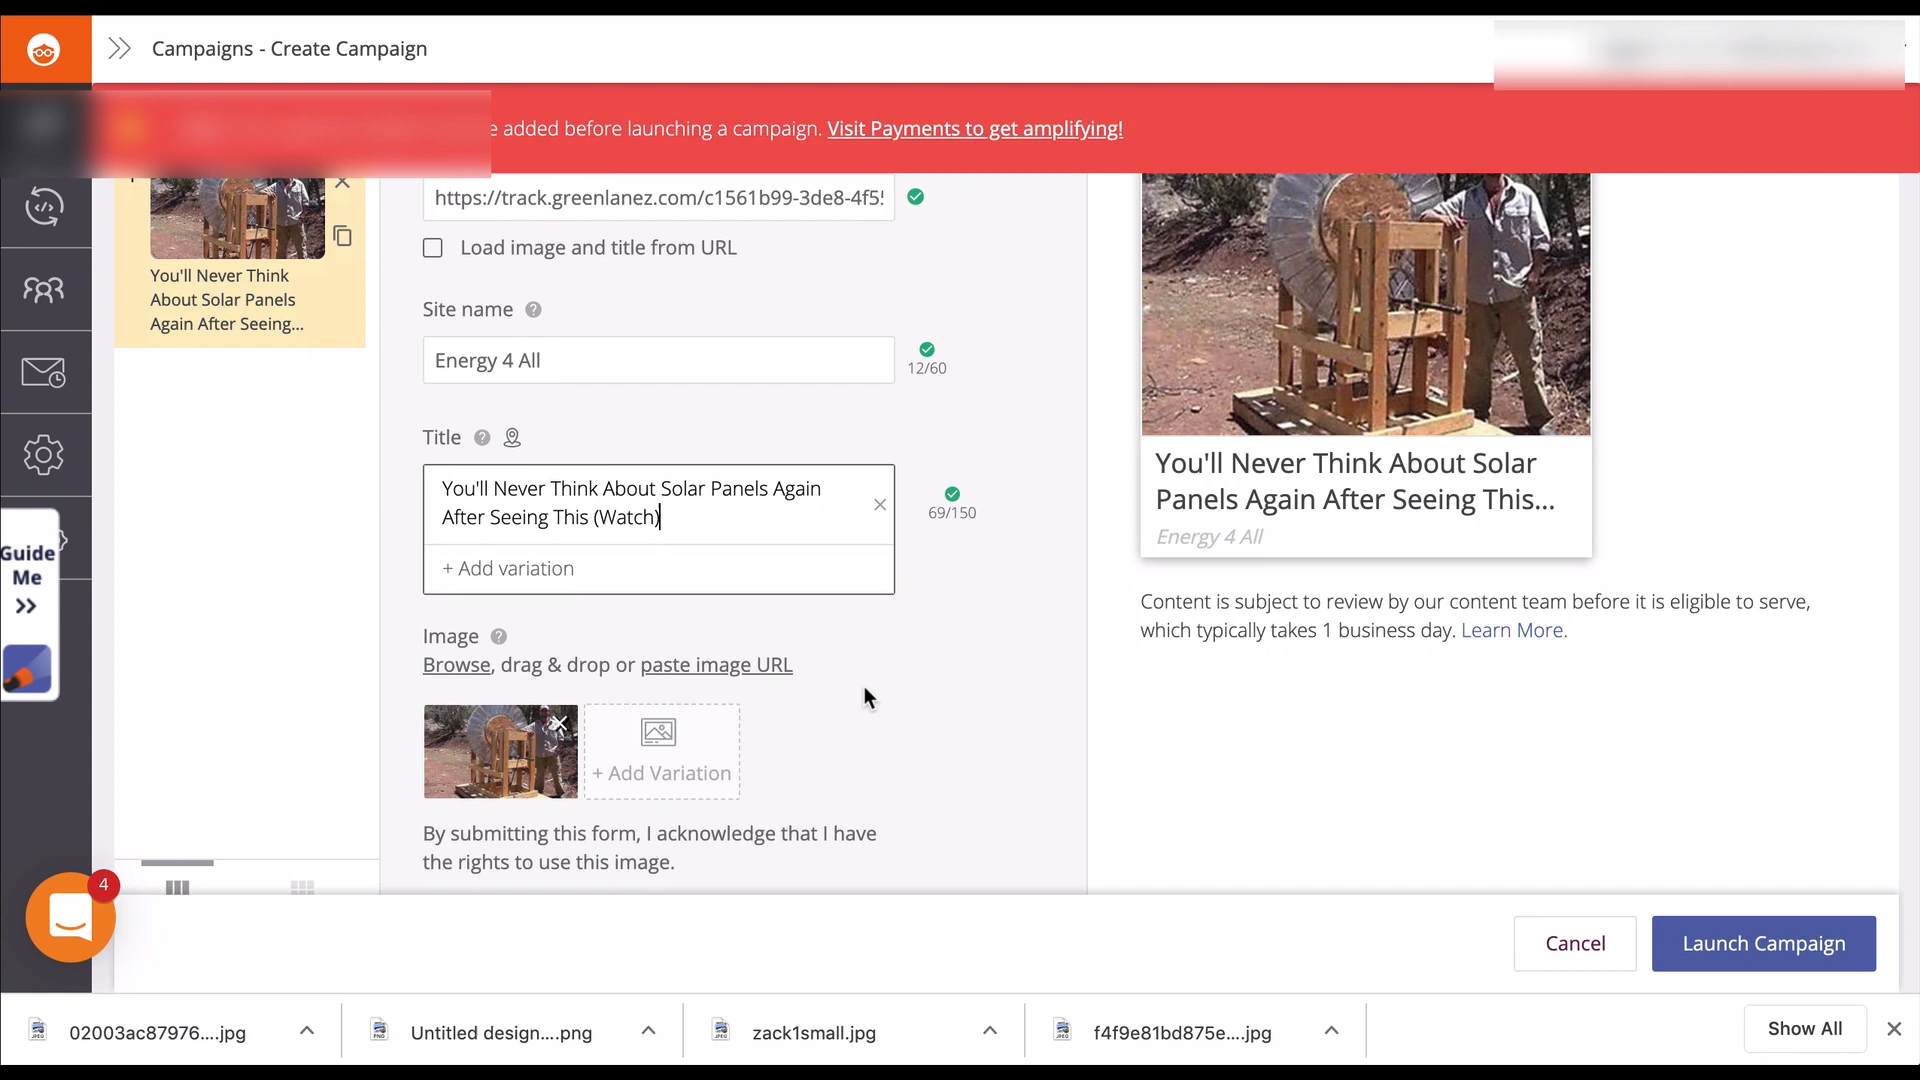 Campaigns - Create Campaign
e added before launching a campaign. Visit Payments to get amplifying!
https://track.greenlanez.com/c1561b99-3de8-4f5
Load image and title from URL
You'll Never Think
About Solar Panels
Again After Seeing...
Site name ?
Energy 4 All
12/60
Title ?
You'll Never Think About Solar Panels Again
After Seeing This (Watch)
69/150
+ Add variation
Guide
Me
>>
Image ?
Browse, drag & drop or paste image URL
+ Add Variation
By submitting this form, I acknowledge that I have
the rights to use this image.
You'll Never Think About Solar
Panels Again After Seeing This...
Energy 4 All
Content is subject to review by our content team before it is eligible to serve,
which typically takes 1 business day. Learn More.
4
Cancel
Launch Campaign
02003ac87976....jpg
Untitled design....png
zack1small.jpg
f4f9e81bd875e....jpg
Show All